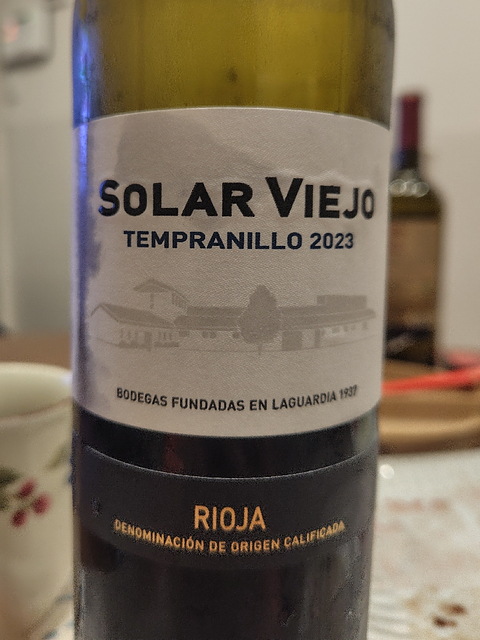 SOLAR VIEJO
TEMPRANILLO 2023
BODEGAS FUNDADAS EN LAGUARDIA 1937
RIOJA
DENOMINACIÓN DE ORIGEN CALIFICADA